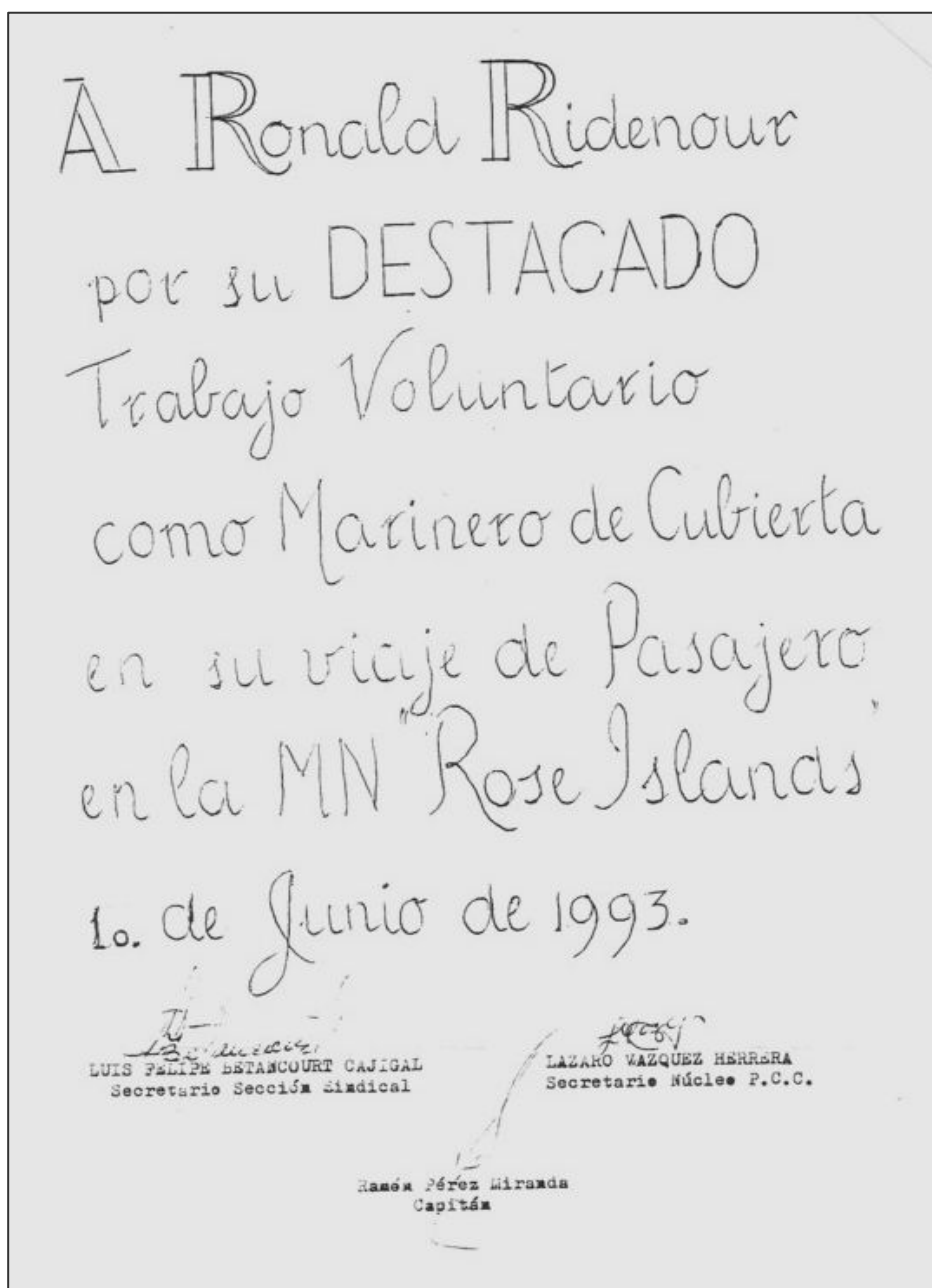 A Ronald Ridenour
por su DESTACADO
Trabajo Voluntario
como Marinero de Cubierta
en su viaje de Pasajero
en la MN "Rose Islands"
1o. de Junio de 1993.
LUIS FELIPE BETANCOURT CAJIGAL
Secretario Sección Sindical
LAZARO VAZQUEZ HERRERA
Secretario Núcleo P.C.C.
Ramón Pérez Miranda
Capitán